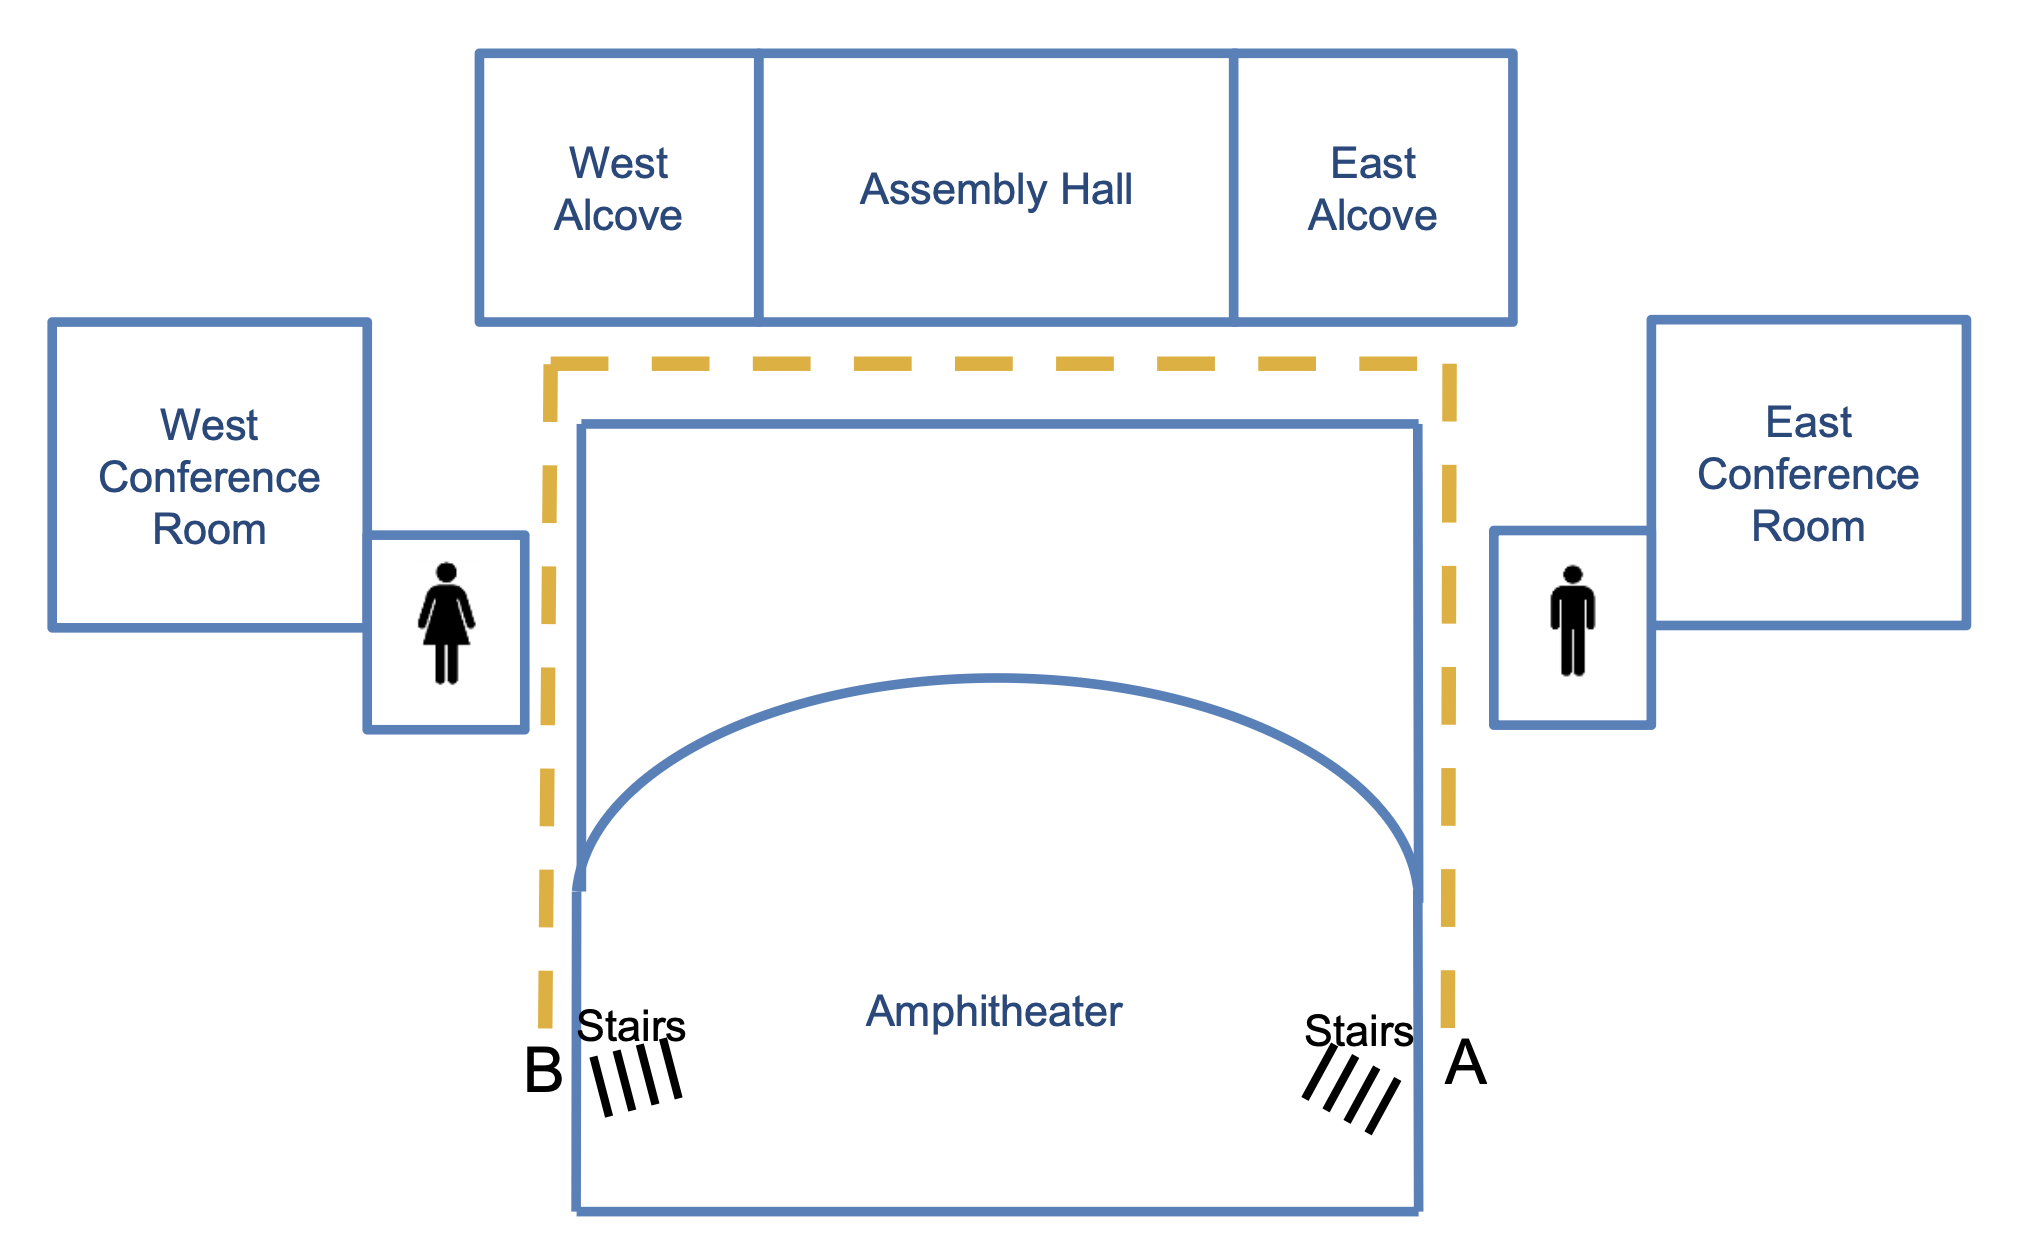 West
Alcove
Assembly Hall
East
Alcove
West
Conference
Room
East
Conference
Room
Amphitheater
Stairs
Stairs
B
A